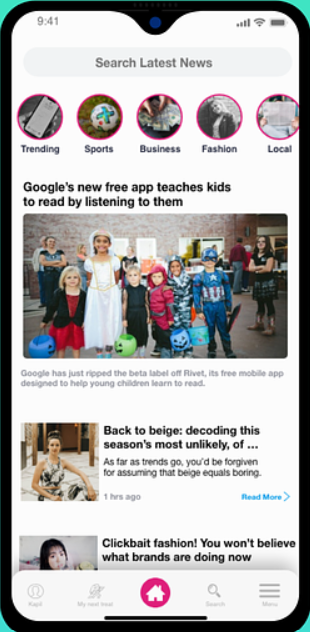 9:41
Search Latest News
Trending Sports Business Fashion Local
Google's new free app teaches kids
to read by listening to them
Google has just ripped the beta label off Rivet, its free mobile app
designed to help young children learn to read.
Back to beige: decoding this
season's most unlikely, of ...
As far as trends go, you'd be forgiven
for assuming that beige equals boring.
1 hrs ago Read More
Clickbait fashion! You won't believe
what brands are doing now
Kapil My next treat Search Menu